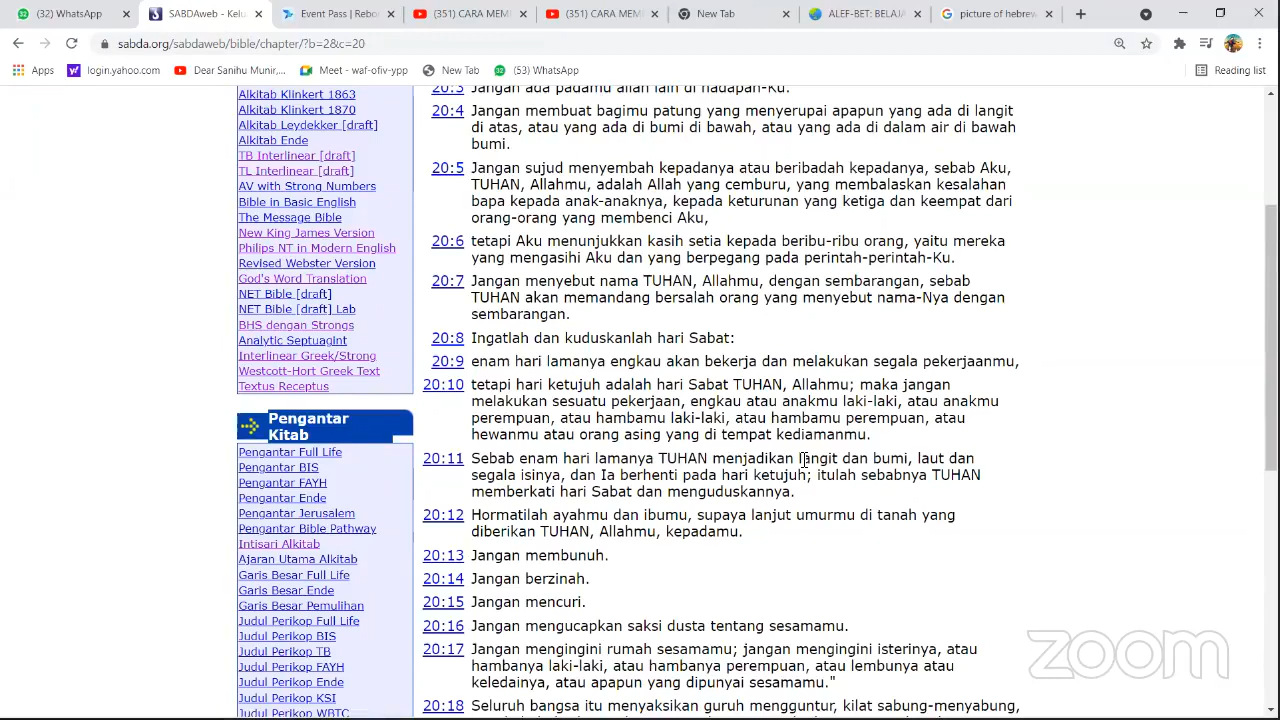 (32) WhatsApp
SABDAweb - Kelu
Event Pass | Rebo
(351) CARA MEM
(351) CARA MEM
New Tab
ALEF-BET: BELAJA
picture of hebrew
sabda.org/sabdaweb/bible/chapter/?b=2&c=20
Apps
login.yahoo.com
Dear Sanihu Munir,...
Meet - waf-ofiv-ypp
New Tab
(53) WhatsApp
Reading list
Alkitab Klinkert 1863
Alkitab Klinkert 1870
Alkitab Leydekker [draft]
Alkitab Ende
TB Interlinear [draft]
TL Interlinear [draft]
AV with Strong Numbers
Bible in Basic English
The Message Bible
New King James Version
Philips NT in Modern English
Revised Webster Version
God's Word Translation
NET Bible [draft]
NET Bible [draft] Lab
BHS dengan Strongs
Analytic Septuagint
Interlinear Greek/Strong
Westcott-Hort Greek Text
Textus Receptus
Pengantar
Kitab
Pengantar Full Life
Pengantar BIS
Pengantar FAYH
Pengantar Ende
Pengantar Jerusalem
Pengantar Bible Pathway
Intisari Alkitab
Ajaran Utama Alkitab
Garis Besar Full Life
Garis Besar Ende
Garis Besar Pemulihan
Judul Perikop Full Life
Judul Perikop BIS
Judul Perikop TB
Judul Perikop FAYH
Judul Perikop Ende
Judul Perikop KSI
Judul Perikop WBTC
20:3 Jangan ada padamu allah lain di hadapan-Ku.
20:4 Jangan membuat bagimu patung yang menyerupai apapun yang ada di langit
di atas, atau yang ada di bumi di bawah, atau yang ada di dalam air di bawah
bumi.
20:5 Jangan sujud menyembah kepadanya atau beribadah kepadanya, sebab Aku,
TUHAN, Allahmu, adalah Allah yang cemburu, yang membalaskan kesalahan
bapa kepada anak-anaknya, kepada keturunan yang ketiga dan keempat dari
orang-orang yang membenci Aku,
20:6 tetapi Aku menunjukkan kasih setia kepada beribu-ribu orang, yaitu mereka
yang mengasihi Aku dan yang berpegang pada perintah-perintah-Ku.
20:7 Jangan menyebut nama TUHAN, Allahmu, dengan sembarangan, sebab
TUHAN akan memandang bersalah orang yang menyebut nama-Nya dengan
sembarangan.
20:8 Ingatlah dan kuduskanlah hari Sabat:
20:9 enam hari lamanya engkau akan bekerja dan melakukan segala pekerjaanmu,
20:10 tetapi hari ketujuh adalah hari Sabat TUHAN, Allahmu; maka jangan
melakukan sesuatu pekerjaan, engkau atau anakmu laki-laki, atau anakmu
perempuan, atau hambamu laki-laki, atau hambamu perempuan, atau
hewanmu atau orang asing yang di tempat kediamanmu.
20:11 Sebab enam hari lamanya TUHAN menjadikan langit dan bumi, laut dan
segala isinya, dan Ia berhenti pada hari ketujuh; itulah sebabnya TUHAN
memberkati hari Sabat dan menguduskannya.
20:12 Hormatilah ayahmu dan ibumu, supaya lanjut umurmu di tanah yang
diberikan TUHAN, Allahmu, kepadamu.
20:13 Jangan membunuh.
20:14 Jangan berzinah.
20:15 Jangan mencuri.
20:16 Jangan mengucapkan saksi dusta tentang sesamamu.
20:17 Jangan mengingini rumah sesamamu; jangan mengingini isterinya, atau
hambanya laki-laki, atau hambanya perempuan, atau lembunya atau
keledainya, atau apapun yang dipunyai sesamamu."
20:18 Seluruh bangsa itu menyaksikan guruh mengguntur, kilat sabung-menyabung,
zoom